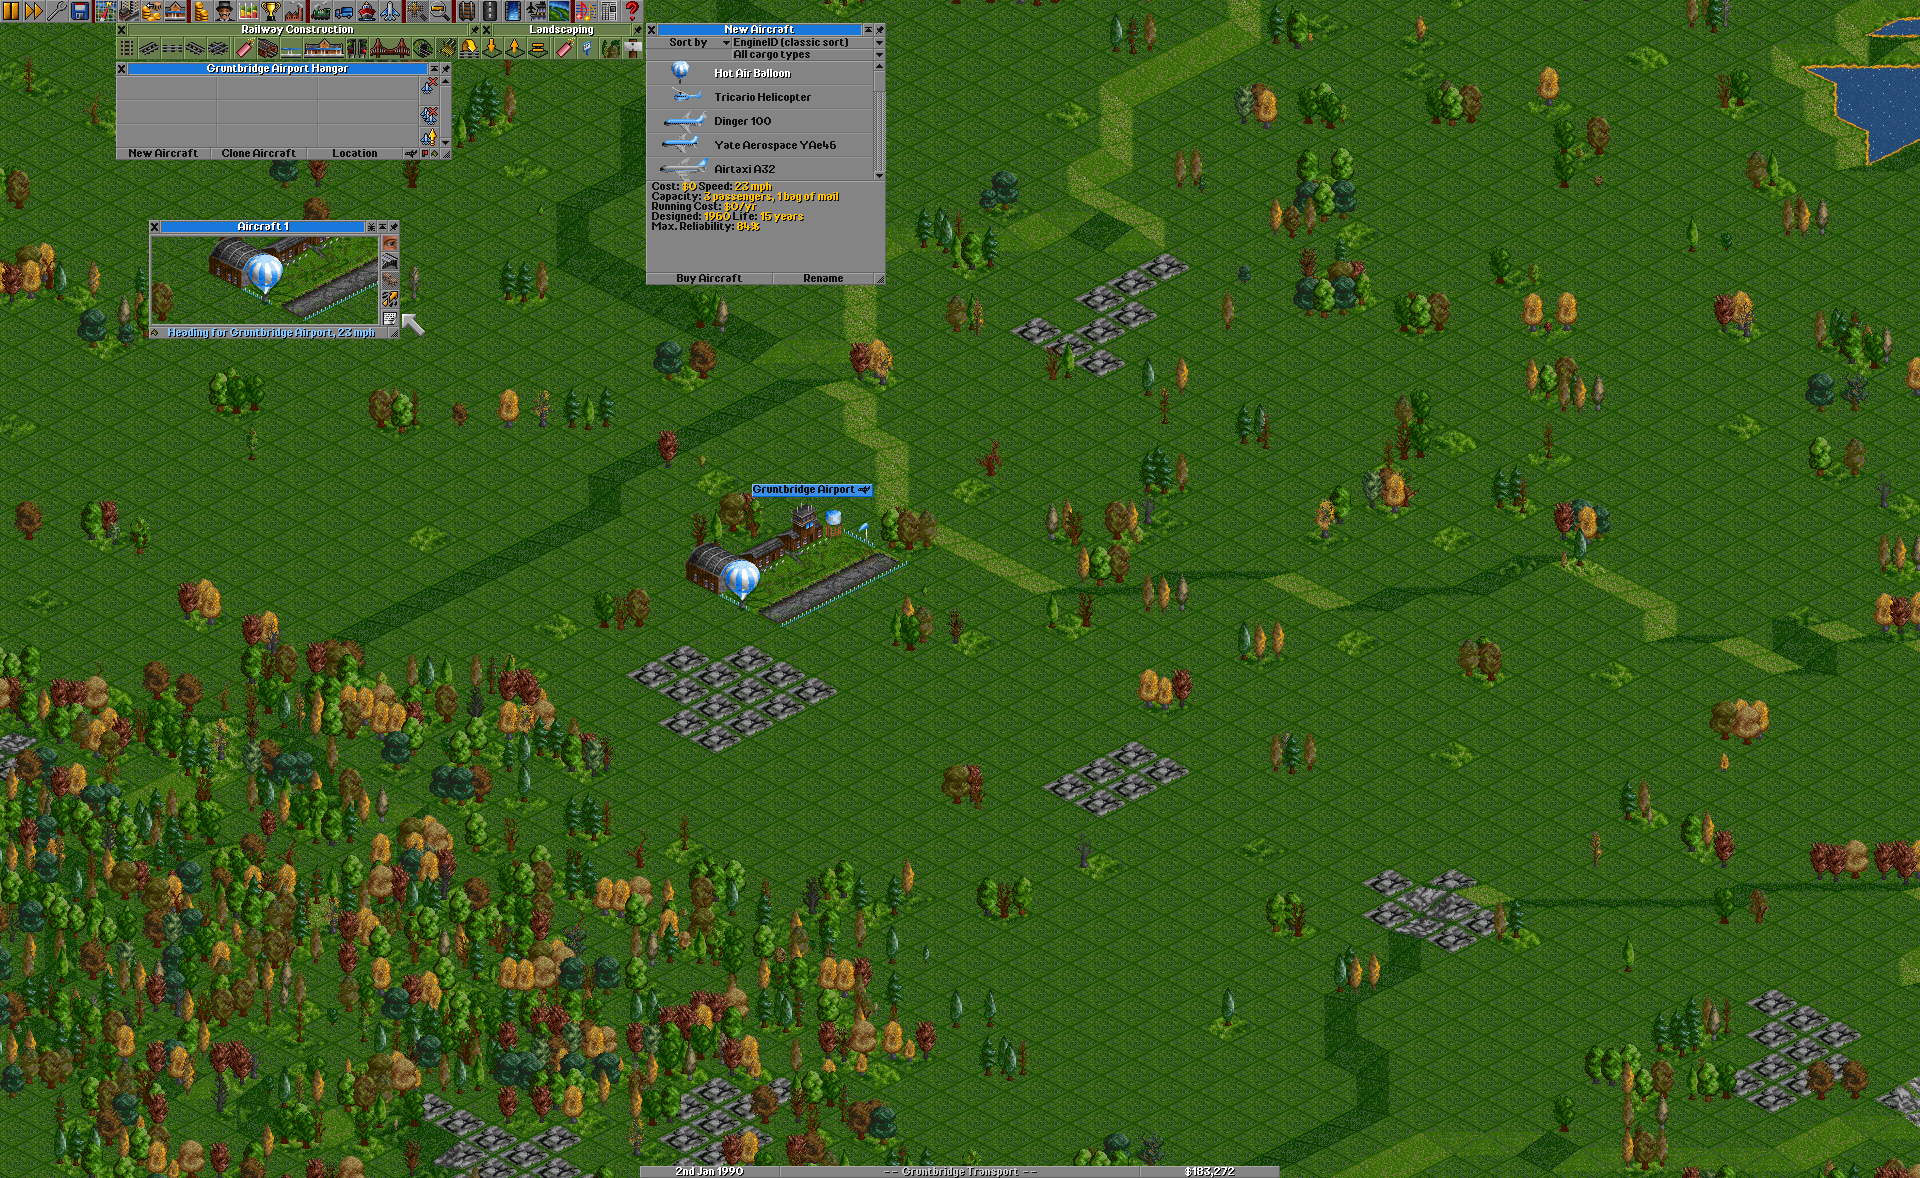 Railway Construction
Landscaping
Gruntbridge Airport Hangar
New Aircraft
Clone Aircraft
Location
Aircraft 1
Heading for Gruntbridge Airport, 23 mph
New Aircraft
Sort by
EngineID (classic sort)
All cargo types
Hot Air Balloon
Tricario Helicopter
Dinger 100
Yate Aerospace YAe46
Airtaxi A32
Cost: $0 Speed: 23 mph
Capacity: 3 passengers, 1 bag of mail
Running Cost: $0/yr
Designed: 1960 Life: 15 years
Max. Reliability: 84%
Buy Aircraft
Rename
Gruntbridge Airport
2nd Jan 1990
-- Gruntbridge Transport --
$183,272